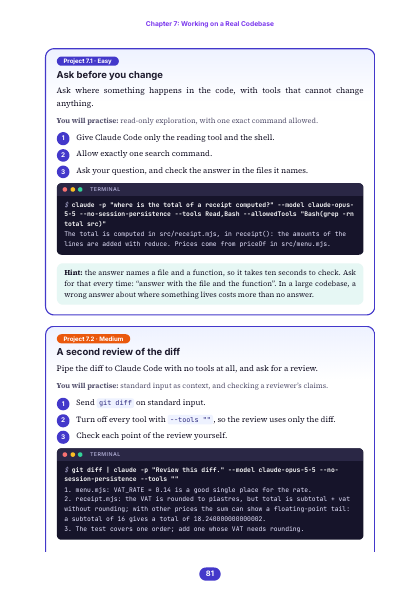 Chapter 7: Working on a Real Codebase
Project 7.1 · Easy
Ask before you change
Ask where something happens in the code, with tools that cannot change
anything.
You will practise: read-only exploration, with one exact command allowed.
1 Give Claude Code only the reading tool and the shell.
2 Allow exactly one search command.
3 Ask your question, and check the answer in the files it names.
TERMINAL
$ claude -p "where is the total of a receipt computed?" --model claude-opus-
5-5 --no-session-persistence --tools Read,Bash --allowedTools "Bash(grep -rn
total src)"
The total is computed in src/receipt.mjs, in receipt(): the amounts of the
lines are added with reduce. Prices come from priceOf in src/menu.mjs.
Hint: the answer names a file and a function, so it takes ten seconds to check. Ask
for that every time: “answer with the file and the function”. In a large codebase, a
wrong answer about where something lives costs more than no answer.
Project 7.2 · Medium
A second review of the diff
Pipe the diff to Claude Code with no tools at all, and ask for a review.
You will practise: standard input as context, and checking a reviewer’s claims.
1 Send git diff on standard input.
2 Turn off every tool with --tools "", so the review uses only the diff.
3 Check each point of the review yourself.
TERMINAL
$ git diff | claude -p "Review this diff." --model claude-opus-5-5 --no-
session-persistence --tools ""
1. menu.mjs: VAT_RATE = 0.14 is a good single place for the rate.
2. receipt.mjs: the VAT is rounded to piastres, but total is subtotal + vat
without rounding; with other prices the sum can show a floating-point tail:
a subtotal of 16 gives a total of 18.240000000000002.
3. The test covers one order; add one whose VAT needs rounding.
81